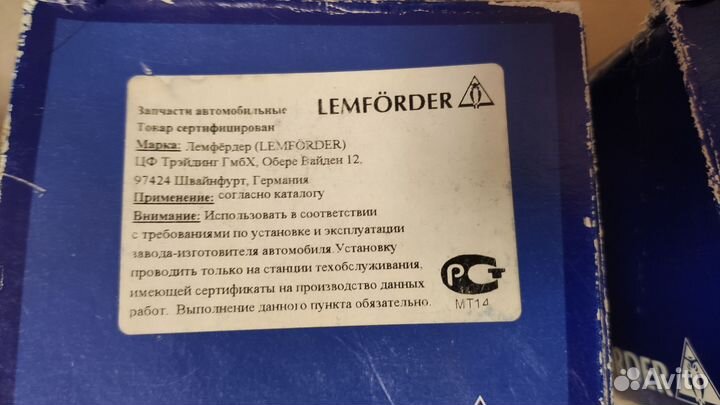 Запчасти автомобильные
LEMFÖRDER
Товар сертифицирован
Марка: Лемфёрдер (LEMFÖRDER)
ЦФ Трэйдинг ГмбХ, Обере Вайден 12,
97424 Швайнфурт, Германия
Применение: согласно каталогу
Внимание: Использовать в соответствии
с требованиями по установке и эксплуатации
завода-изготовителя автомобиля.Установку
проводить только на станции техобслуживания,
имеющей сертификаты на производство данных
работ. Выполнение данного пункта обязательно.
РСТ
МТ14
RDER
Avito